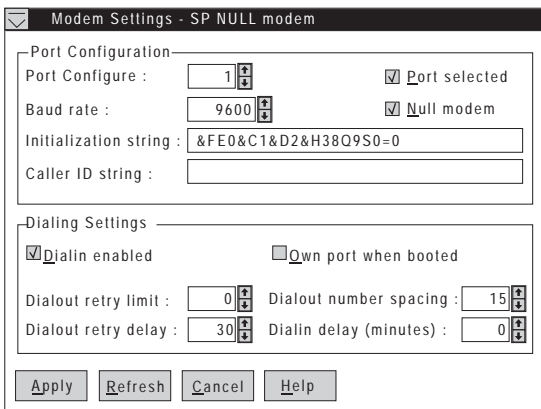 Modem Settings - SP NULL modem
Port Configuration
Port Configure : 1 Port selected
Baud rate : 9600 Null modem
Initialization string : &FE0&C1&D2&H38Q9S0=0
Caller ID string :
Dialing Settings
Dialin enabled Own port when booted
Dialout retry limit : 0 Dialout number spacing : 15
Dialout retry delay : 30 Dialin delay (minutes) : 0
Apply Refresh Cancel Help